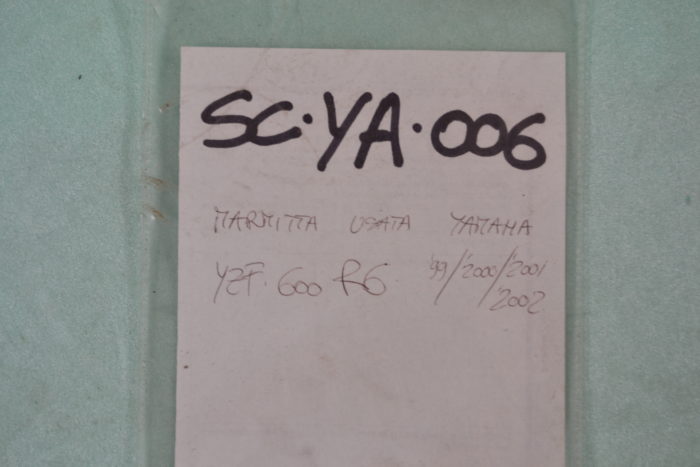 SC·YA·006
MARMITTA USATA YAMAHA
YZF·600 R6 '99/'2000/'2001/
'2002